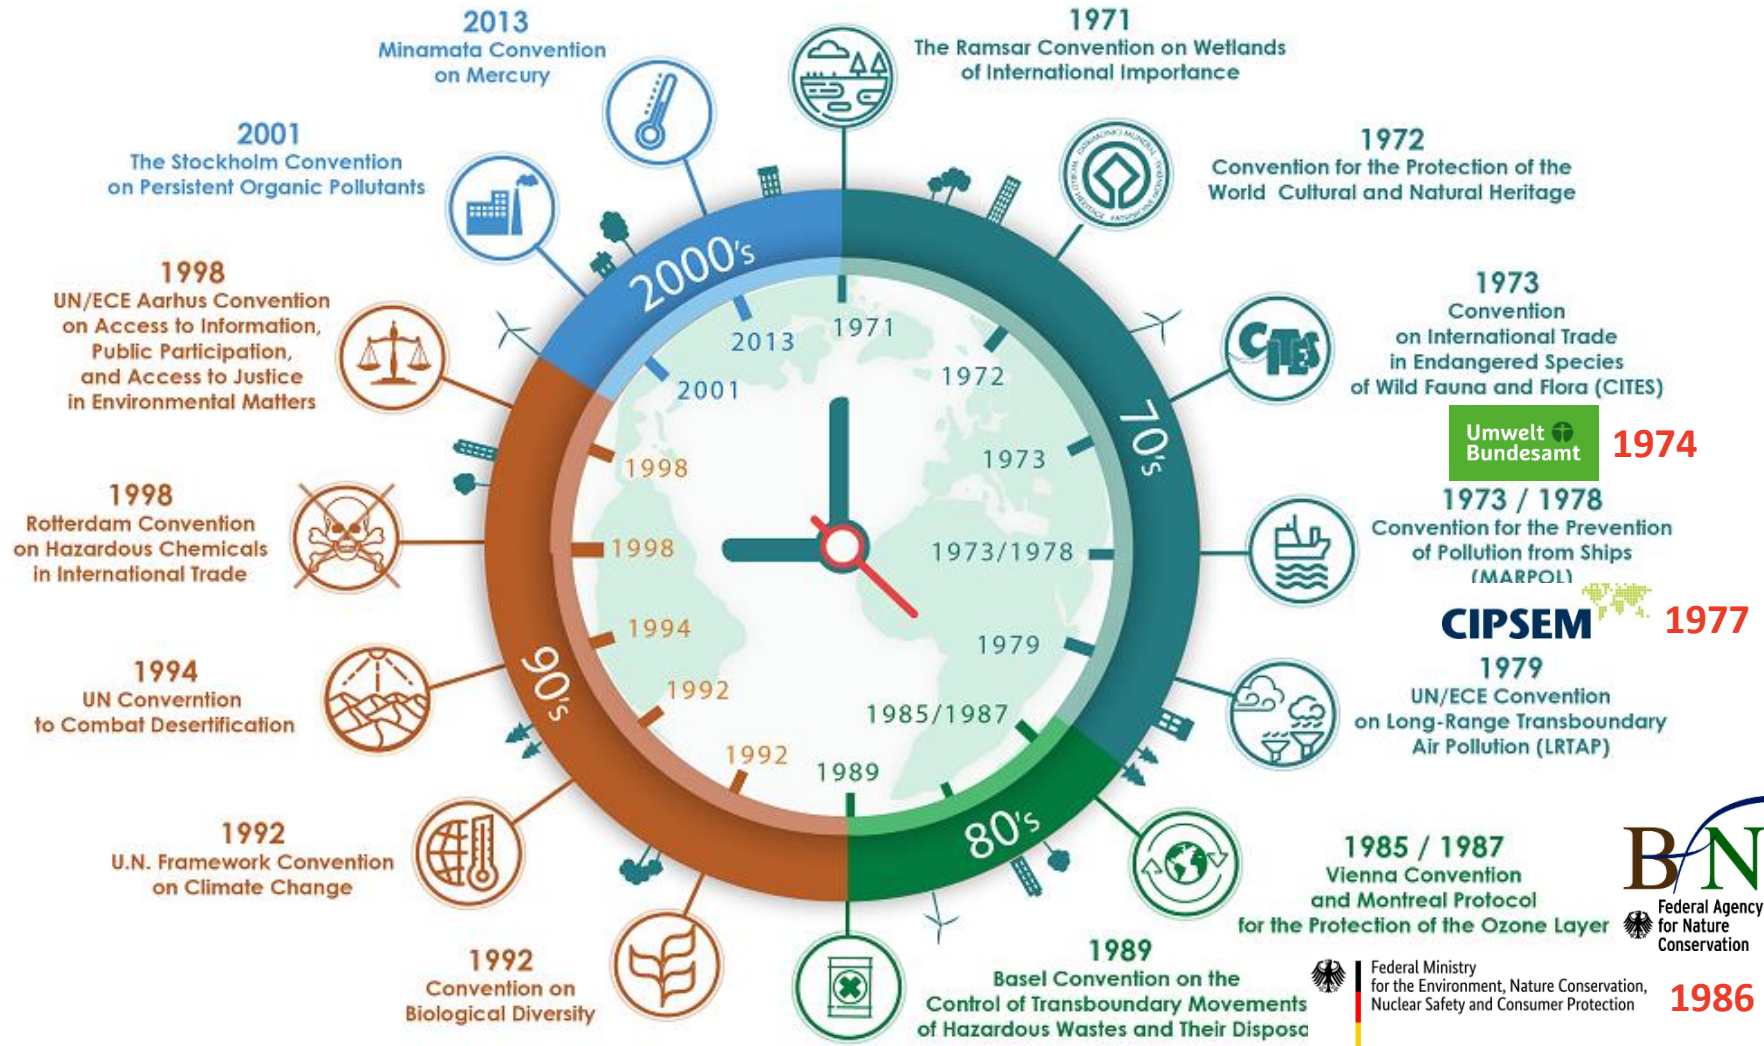 2013
Minamata Convention
on Mercury
1971
The Ramsar Convention on Wetlands
of International Importance
2001
The Stockholm Convention
on Persistent Organic Pollutants
1972
Convention for the Protection of the
World Cultural and Natural Heritage
1998
UN/ECE Aarhus Convention
on Access to Information,
Public Participation,
and Access to Justice
in Environmental Matters
1973
Convention
on International Trade
in Endangered Species
of Wild Fauna and Flora (CITES)
CITES
Umwelt
Bundesamt
1974
1998
Rotterdam Convention
on Hazardous Chemicals
in International Trade
1973 / 1978
Convention for the Prevention
of Pollution from Ships
(MARPOL)
CIPSEM
1977
1994
UN Converntion
to Combat Desertification
1979
UN/ECE Convention
on Long-Range Transboundary
Air Pollution (LRTAP)
1992
U.N. Framework Convention
on Climate Change
1985 / 1987
Vienna Convention
and Montreal Protocol
for the Protection of the Ozone Layer
BfN
Federal Agency
for Nature
Conservation
1992
Convention on
Biological Diversity
1989
Basel Convention on the
Control of Transboundary Movements
of Hazardous Wastes and Their Disposa
Federal Ministry
for the Environment, Nature Conservation,
Nuclear Safety and Consumer Protection
1986
2000's
70's
80's
90's
1971
1972
1973
1973/1978
1979
1985/1987
1989
1992
1992
1994
1998
1998
2001
2013